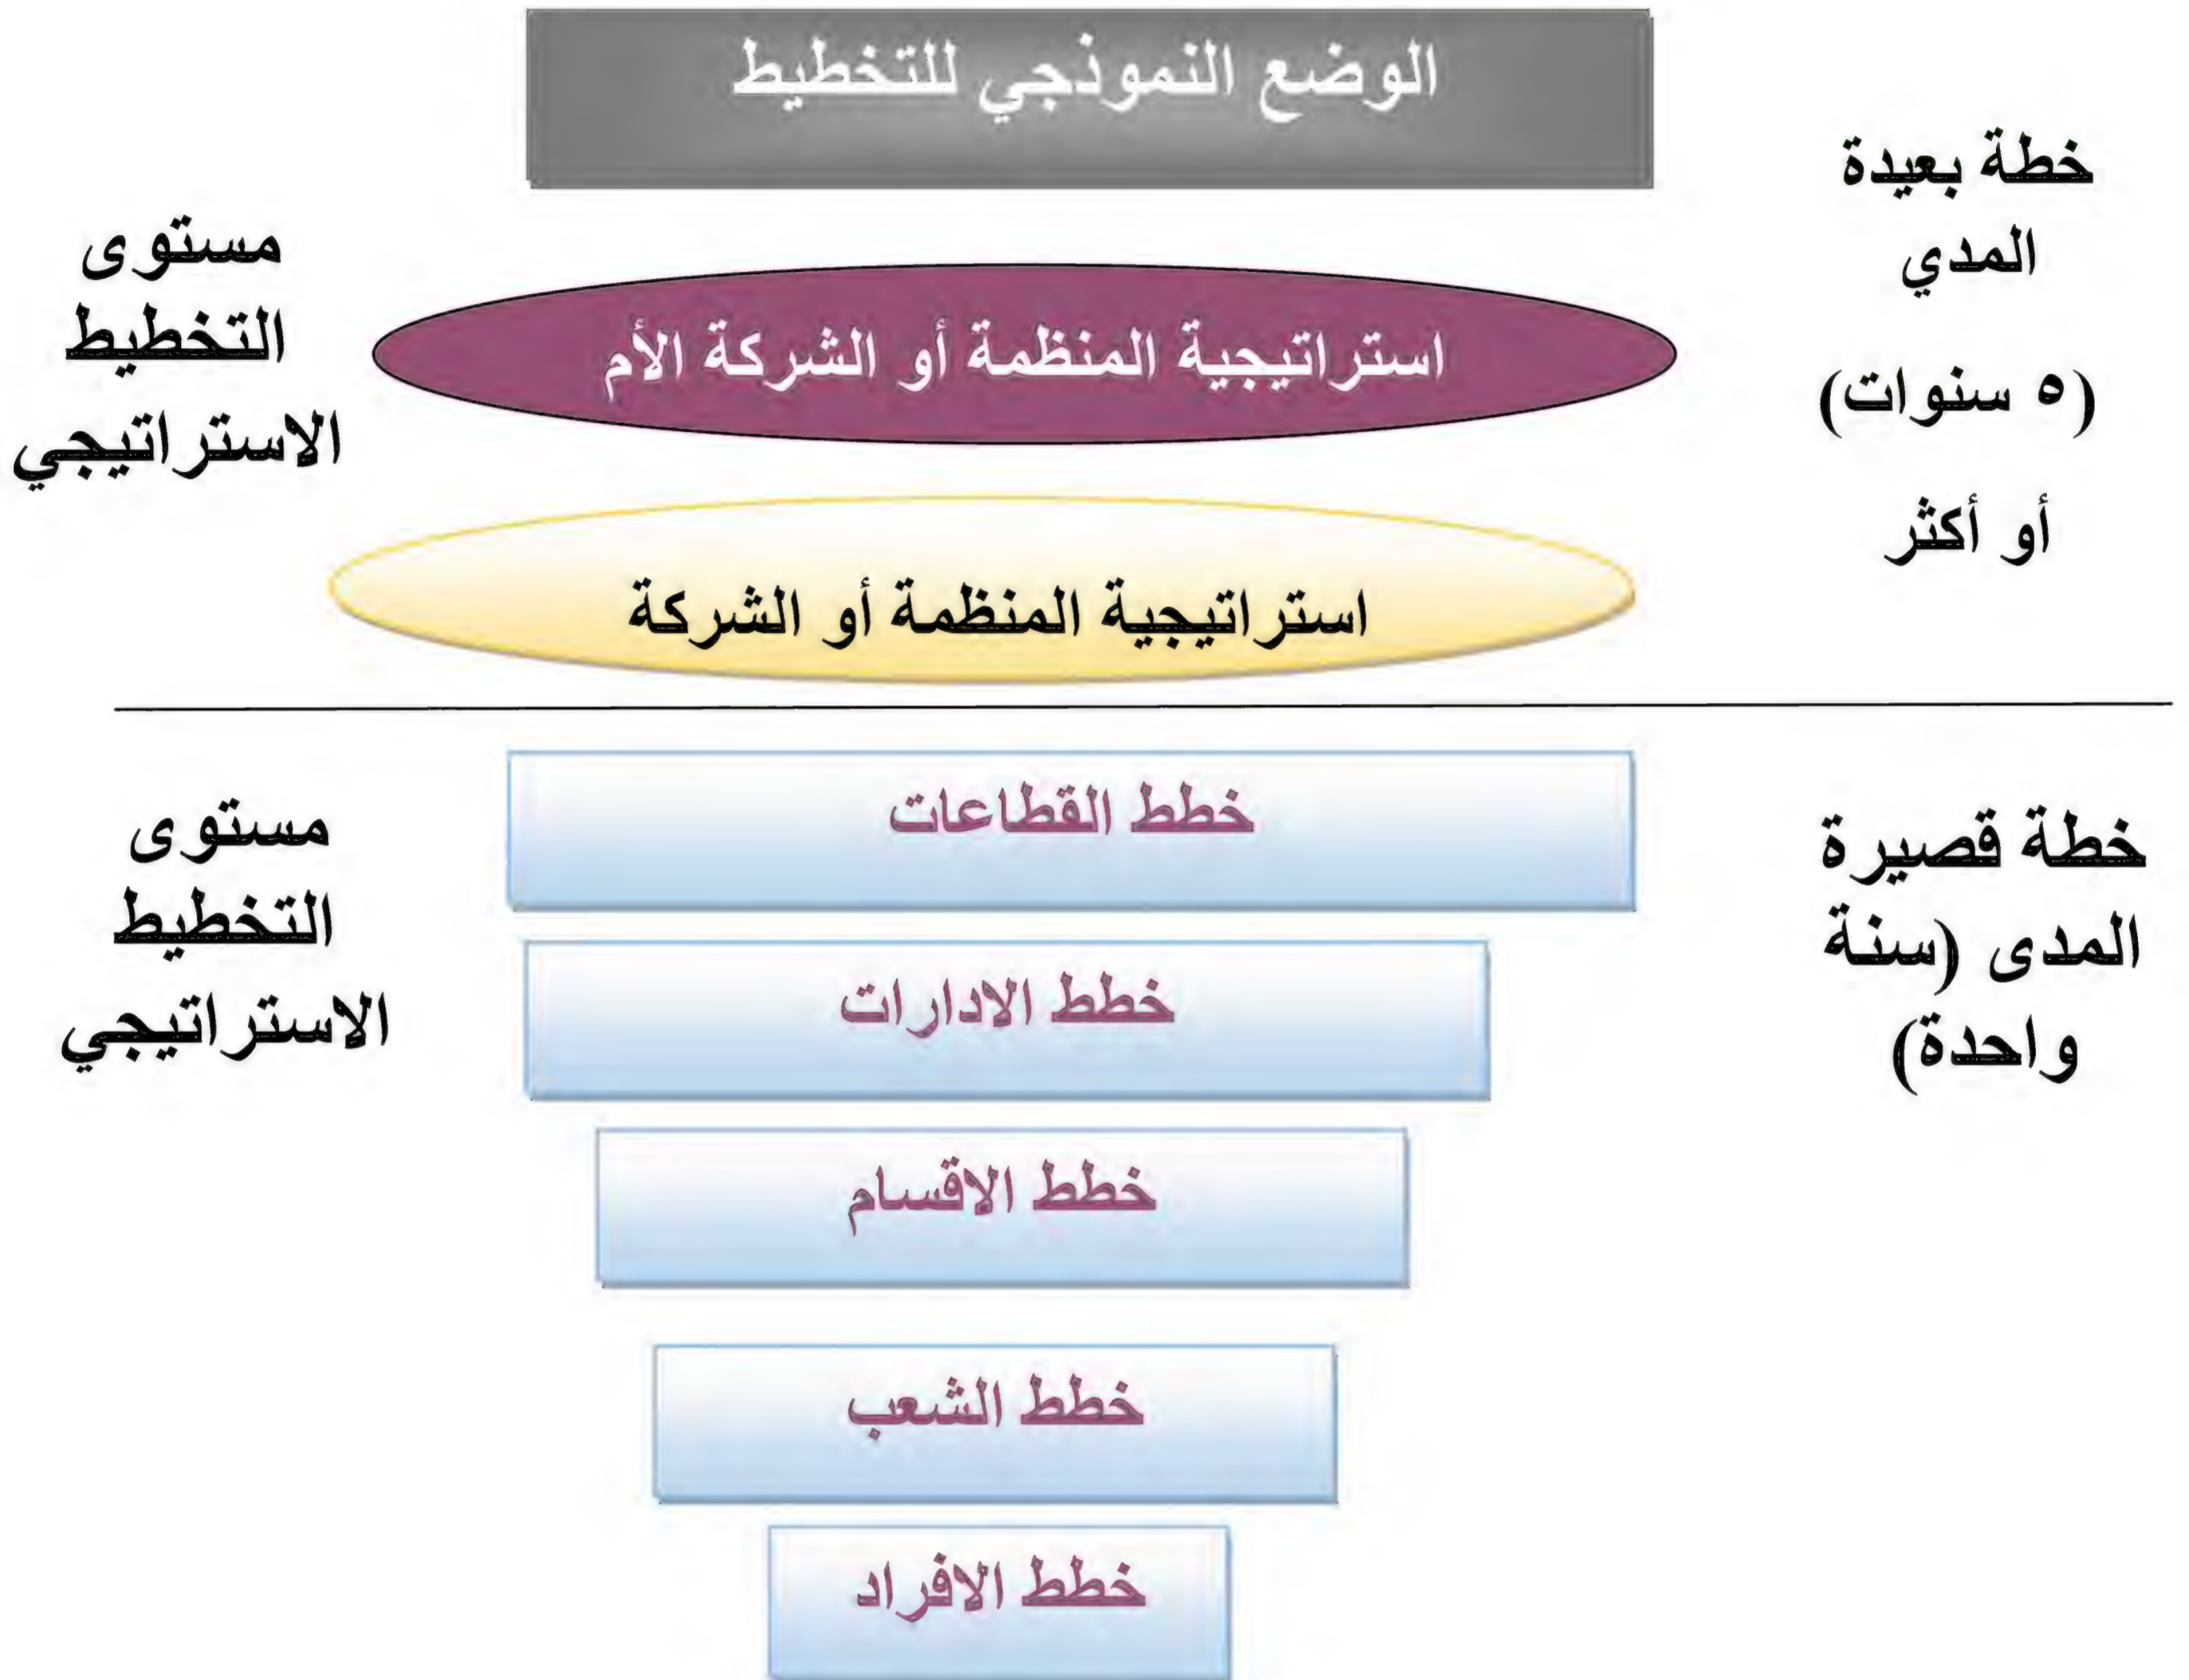 الوضع النموذجي للتخطيط
خطة بعيدة
المدي
(٥ سنوات)
أو أكثر
استراتيجية المنظمة أو الشركة الأم
استراتيجية المنظمة أو الشركة
مستوى
التخطيط
الاستراتيجي
خطة قصيرة
المدى (سنة
واحدة)
خطط القطاعات
خطط الادارات
خطط الاقسام
خطط الشعب
خطط الافراد
مستوى
التخطيط
الاستراتيجي